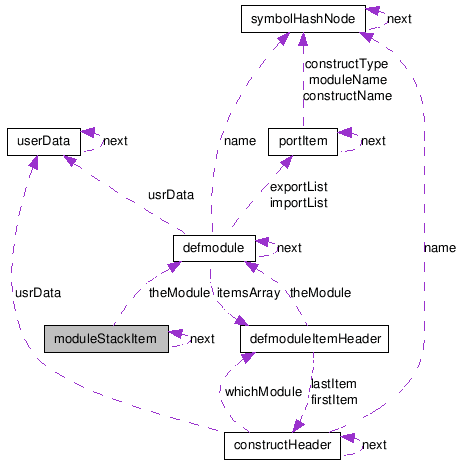 symbolHashNode
next
constructType
moduleName
constructName
userData
next
name
portItem
next
usrData
exportList
importList
defmodule
next
name
usrData
theModule
itemsArray
theModule
moduleStackItem
next
defmoduleItemHeader
whichModule
lastItem
firstItem
constructHeader
next